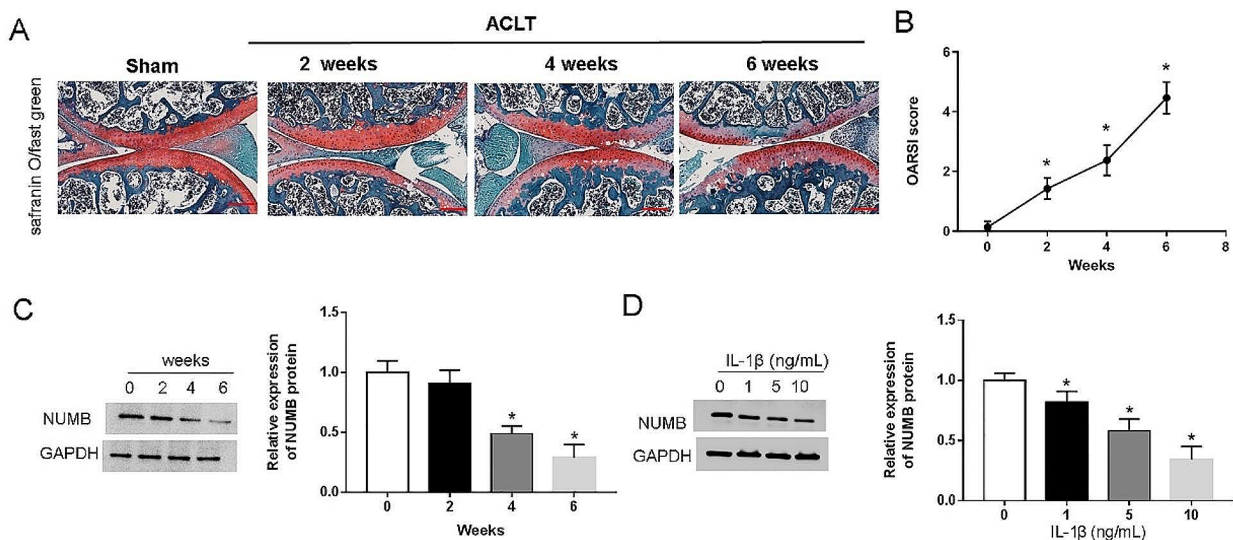 A
ACLT
Sham
2 weeks
4 weeks
6 weeks
safranin O/fast green
B
6
4
2
0
OARSI score
*
*
*
0
2
4
6
8
Weeks
C
weeks
0 2 4 6
NUMB
GAPDH
Relative expression
of NUMB protein
1.5
1.0
0.5
0.0
*
*
0
2
4
6
Weeks
D
IL-1β (ng/mL)
0 1 5 10
NUMB
GAPDH
Relative expression
of NUMB protein
1.5
1.0
0.5
0.0
*
*
*
0
1
5
10
IL-1β (ng/mL)